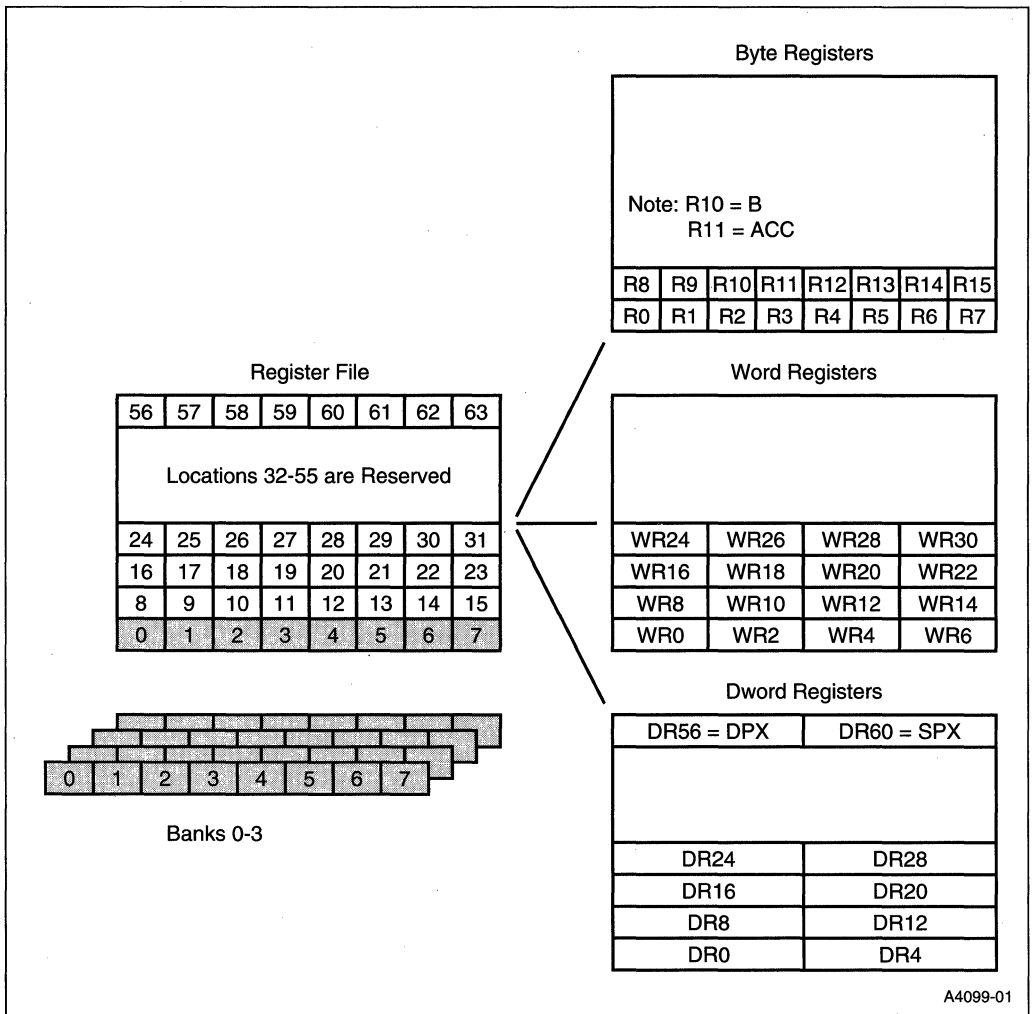 Byte Registers
Note: R10 = B
R11 = ACC
R8 R9 R10 R11 R12 R13 R14 R15
R0 R1 R2 R3 R4 R5 R6 R7
Register File
56 57 58 59 60 61 62 63
Locations 32-55 are Reserved
24 25 26 27 28 29 30 31
16 17 18 19 20 21 22 23
8 9 10 11 12 13 14 15
0 1 2 3 4 5 6 7
Word Registers
WR24 WR26 WR28 WR30
WR16 WR18 WR20 WR22
WR8 WR10 WR12 WR14
WR0 WR2 WR4 WR6
0 1 2 3 4 5 6 7
Banks 0-3
Dword Registers
DR56 = DPX DR60 = SPX
DR24 DR28
DR16 DR20
DR8 DR12
DR0 DR4
A4099-01